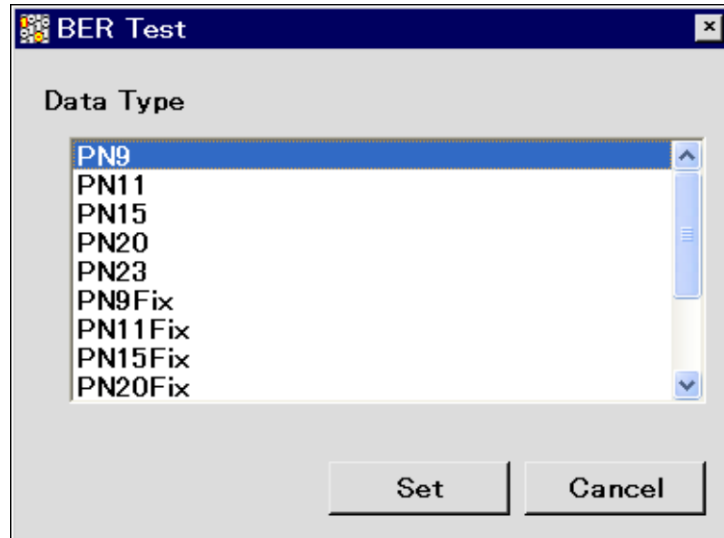 BER Test
Data Type
PN9
PN11
PN15
PN20
PN23
PN9Fix
PN11Fix
PN15Fix
PN20Fix
Set Cancel